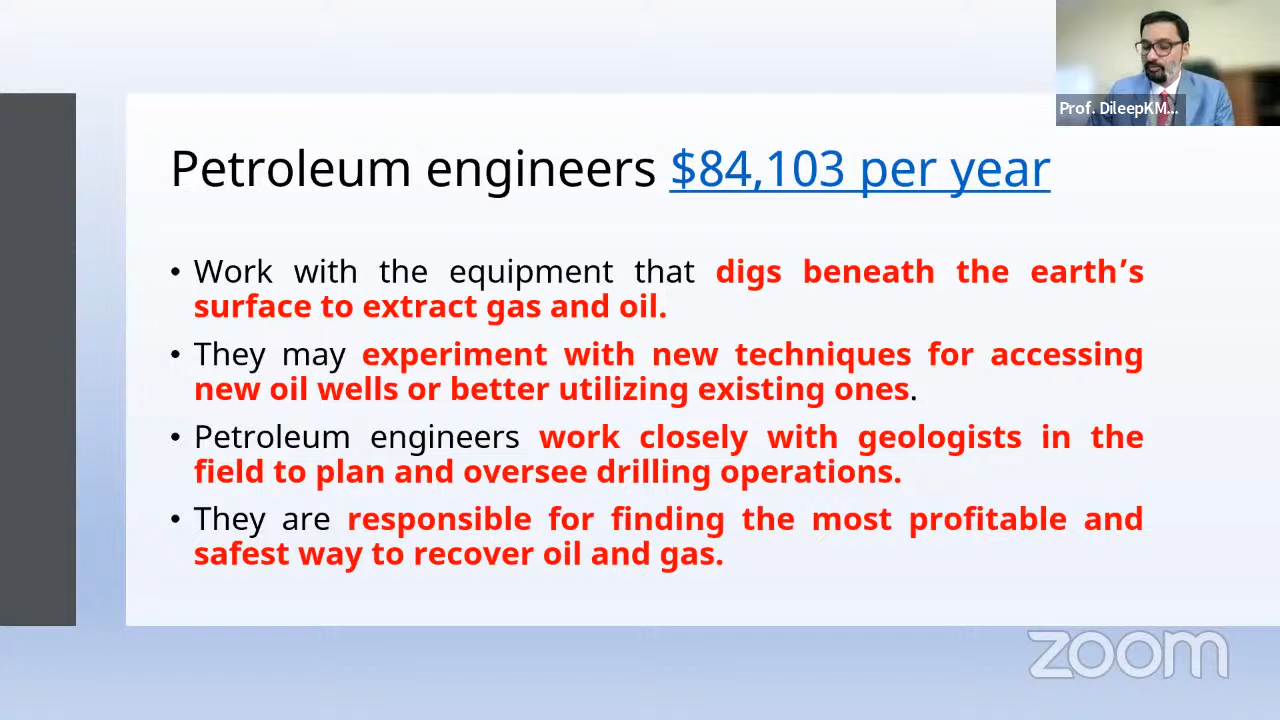 Prof. DileepKM...
Petroleum engineers $84,103 per year
• Work with the equipment that digs beneath the earth’s
surface to extract gas and oil.
• They may experiment with new techniques for accessing
new oil wells or better utilizing existing ones.
• Petroleum engineers work closely with geologists in the
field to plan and oversee drilling operations.
• They are responsible for finding the most profitable and
safest way to recover oil and gas.
zoom